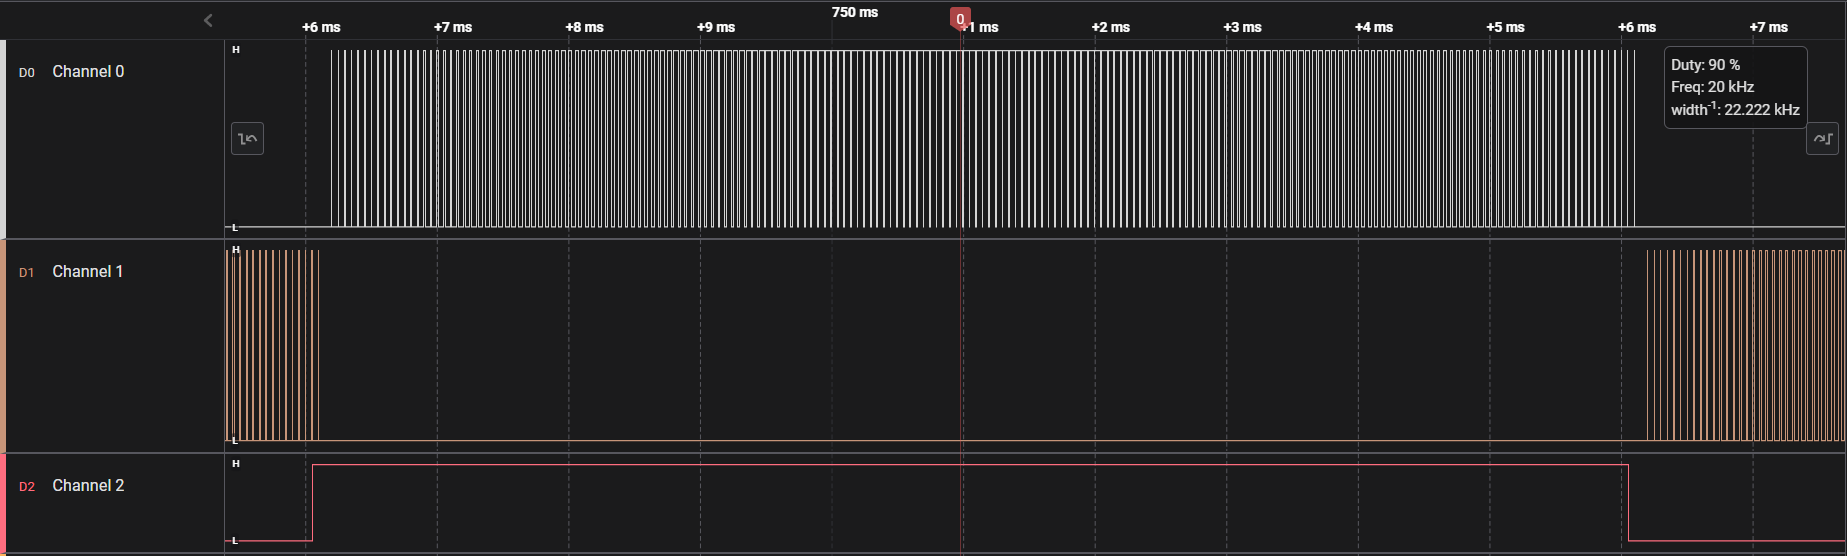 750 ms
+6 ms +7 ms +8 ms +9 ms 0 +1 ms +2 ms +3 ms +4 ms +5 ms +6 ms +7 ms
H
D0 Channel 0
Duty: 90 %
Freq: 20 kHz
width-1: 22.222 kHz
L
H
D1 Channel 1
L
H
D2 Channel 2
L